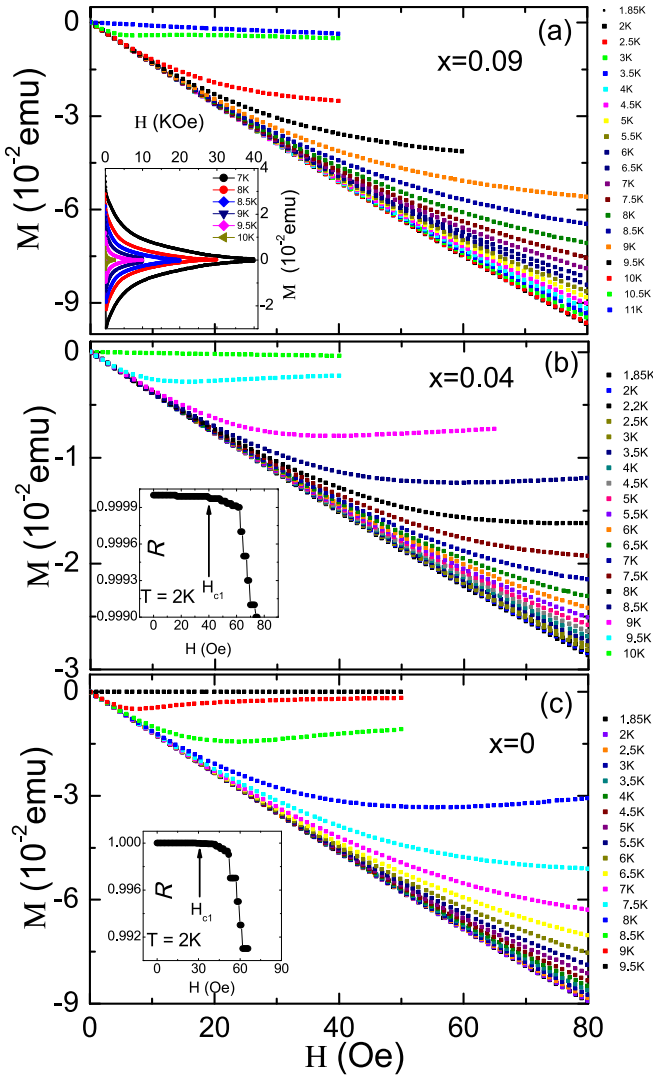 (a)
x=0.09
0
-3
-6
-9
M (10⁻² emu)
H (KOe)
0 10 20 30 40
7K
8K
8.5K
9K
9.5K
10K
4
2
0
-2
M (10⁻² emu)
1.85K
2K
2.5K
3K
3.5K
4K
4.5K
5K
5.5K
6K
6.5K
7K
7.5K
8K
8.5K
9K
9.5K
10K
10.5K
11K
(b)
x=0.04
0
-1
-2
-3
M (10⁻² emu)
0.9999
0.9996
0.9993
0.9990
R
T = 2K
H_c1
0 20 40 60 80
H (Oe)
1.85K
2K
2.2K
2.5K
3K
3.5K
4K
4.5K
5K
5.5K
6K
6.5K
7K
7.5K
8K
8.5K
9K
9.5K
10K
(c)
x=0
0
-3
-6
-9
M (10⁻² emu)
1.000
0.996
0.992
R
H_c1
T = 2K
0 30 60 90
H (Oe)
1.85K
2K
2.5K
3K
3.5K
4K
4.5K
5K
5.5K
6K
6.5K
7K
7.5K
8K
8.5K
9K
9.5K
0 20 40 60 80
H (Oe)